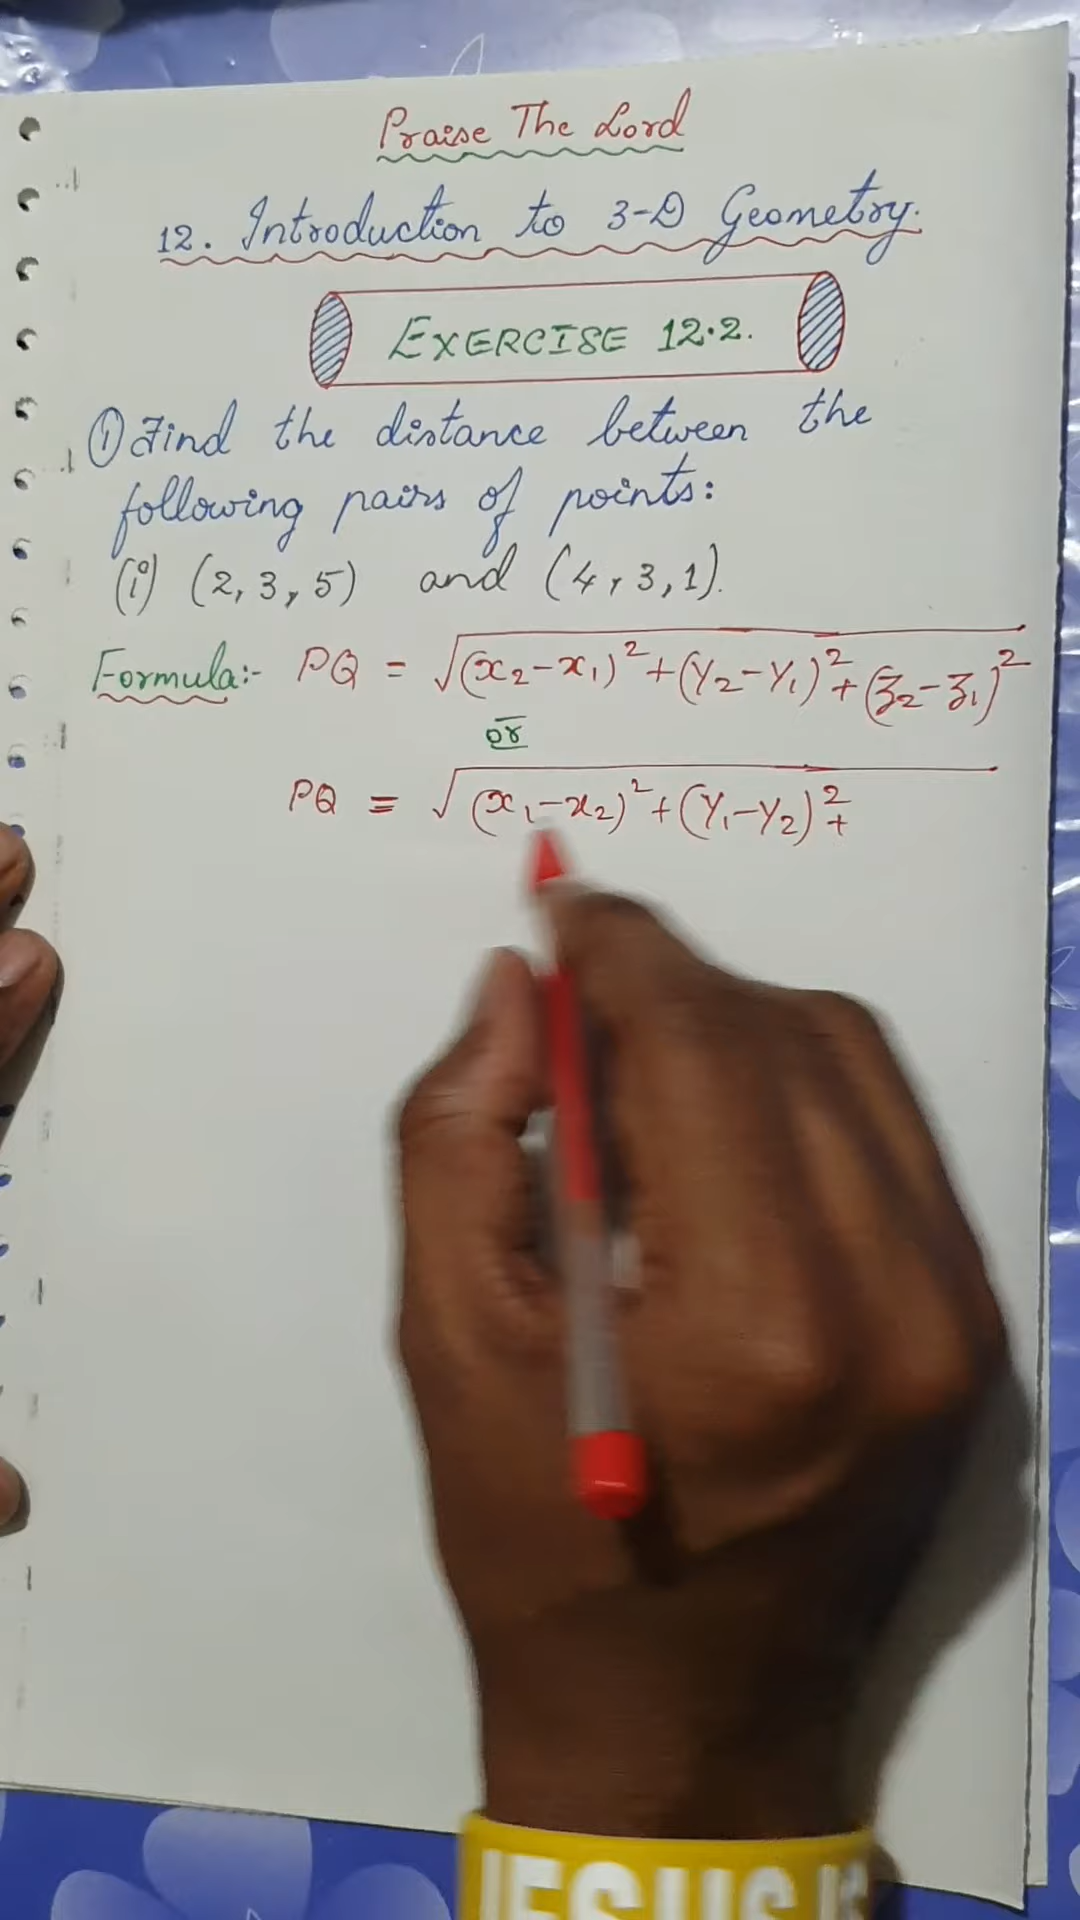 Praise The Lord
12. Introduction to 3-D Geometry.
EXERCISE 12.2.
① Find the distance between the
following pairs of points:
(i) (2, 3, 5) and (4, 3, 1).
Formula:- PQ = √(x₂-x₁)²+(y₂-y₁)²+(z₂-z₁)²
or
PQ = √(x₁-x₂)²+(y₁-y₂)²+
JESUS IS